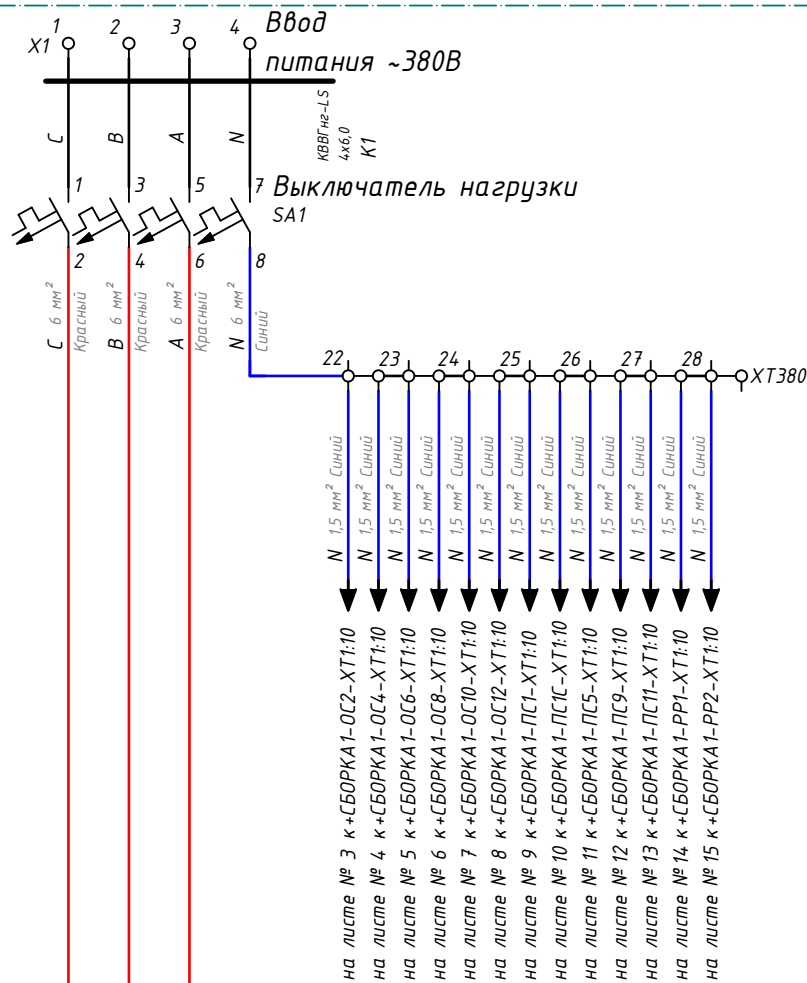 1 2 3 4 Ввод
X1
питания ~380В
C B A N
КВВГнг-LS
4x6,0
К1
1 3 5 7 Выключатель нагрузки
SA1
2 4 6 8
C 6 мм² Красный
B 6 мм² Красный
A 6 мм² Красный
N 6 мм² Синий
22 23 24 25 26 27 28
XT380
N 1,5 мм² Синий
N 1,5 мм² Синий
N 1,5 мм² Синий
N 1,5 мм² Синий
N 1,5 мм² Синий
N 1,5 мм² Синий
N 1,5 мм² Синий
N 1,5 мм² Синий
N 1,5 мм² Синий
N 1,5 мм² Синий
N 1,5 мм² Синий
N 1,5 мм² Синий
N 1,5 мм² Синий
на листе № 3 к +СБОРКА1-ОС2-XT1:10
на листе № 4 к +СБОРКА1-ОС4-XT1:10
на листе № 5 к +СБОРКА1-ОС6-XT1:10
на листе № 6 к +СБОРКА1-ОС8-XT1:10
на листе № 7 к +СБОРКА1-ОС10-XT1:10
на листе № 8 к +СБОРКА1-ОС12-XT1:10
на листе № 9 к +СБОРКА1-ПС1-XT1:10
на листе № 10 к +СБОРКА1-ПС1С-XT1:10
на листе № 11 к +СБОРКА1-ПС5-XT1:10
на листе № 12 к +СБОРКА1-ПС9-XT1:10
на листе № 13 к +СБОРКА1-ПС11-XT1:10
на листе № 14 к +СБОРКА1-РР1-XT1:10
на листе № 15 к +СБОРКА1-РР2-XT1:10